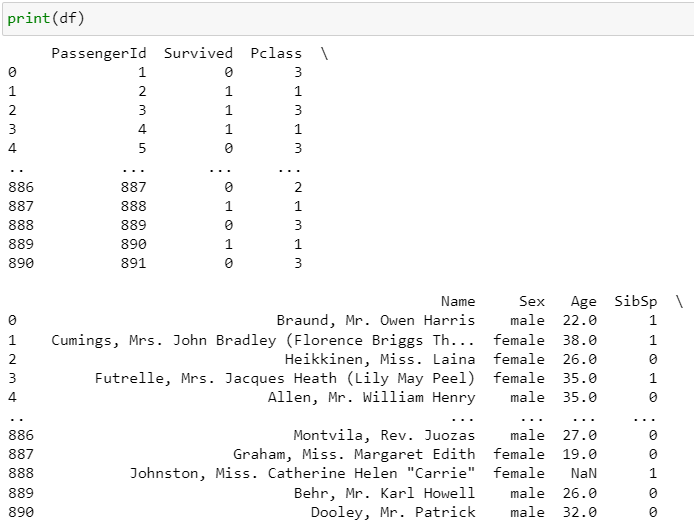 print(df)
PassengerId Survived Pclass \
0 1 0 3
1 2 1 1
2 3 1 3
3 4 1 1
4 5 0 3
.. ... ... ...
886 887 0 2
887 888 1 1
888 889 0 3
889 890 1 1
890 891 0 3
Name Sex Age SibSp \
0 Braund, Mr. Owen Harris male 22.0 1
1 Cumings, Mrs. John Bradley (Florence Briggs Th... female 38.0 1
2 Heikkinen, Miss. Laina female 26.0 0
3 Futrelle, Mrs. Jacques Heath (Lily May Peel) female 35.0 1
4 Allen, Mr. William Henry male 35.0 0
.. ... ... ... ...
886 Montvila, Rev. Juozas male 27.0 0
887 Graham, Miss. Margaret Edith female 19.0 0
888 Johnston, Miss. Catherine Helen "Carrie" female NaN 1
889 Behr, Mr. Karl Howell male 26.0 0
890 Dooley, Mr. Patrick male 32.0 0